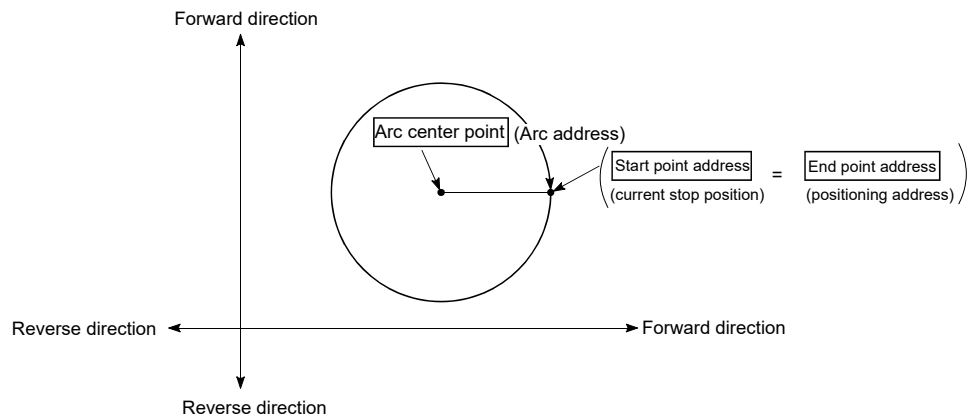 Forward direction
Arc center point (Arc address)
Start point address = End point address
(current stop position) (positioning address)
Reverse direction Forward direction
Reverse direction